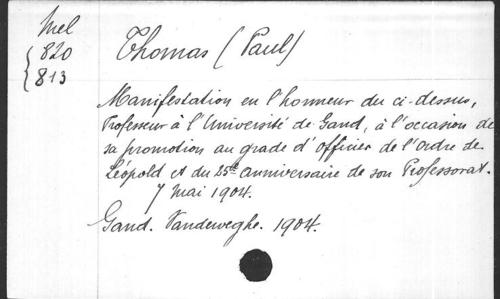 Mel
820
813
Thomas (Paul)
Manifestation en l'honneur du ci-dessus,
Professeur à l'Université de Gand, à l'occasion de
sa promotion au grade d'officier de l'Ordre de
Léopold et du 25e anniversaire de son Professorat.
7 Mai 1904.
Gand. Vandeweghe. 1904.